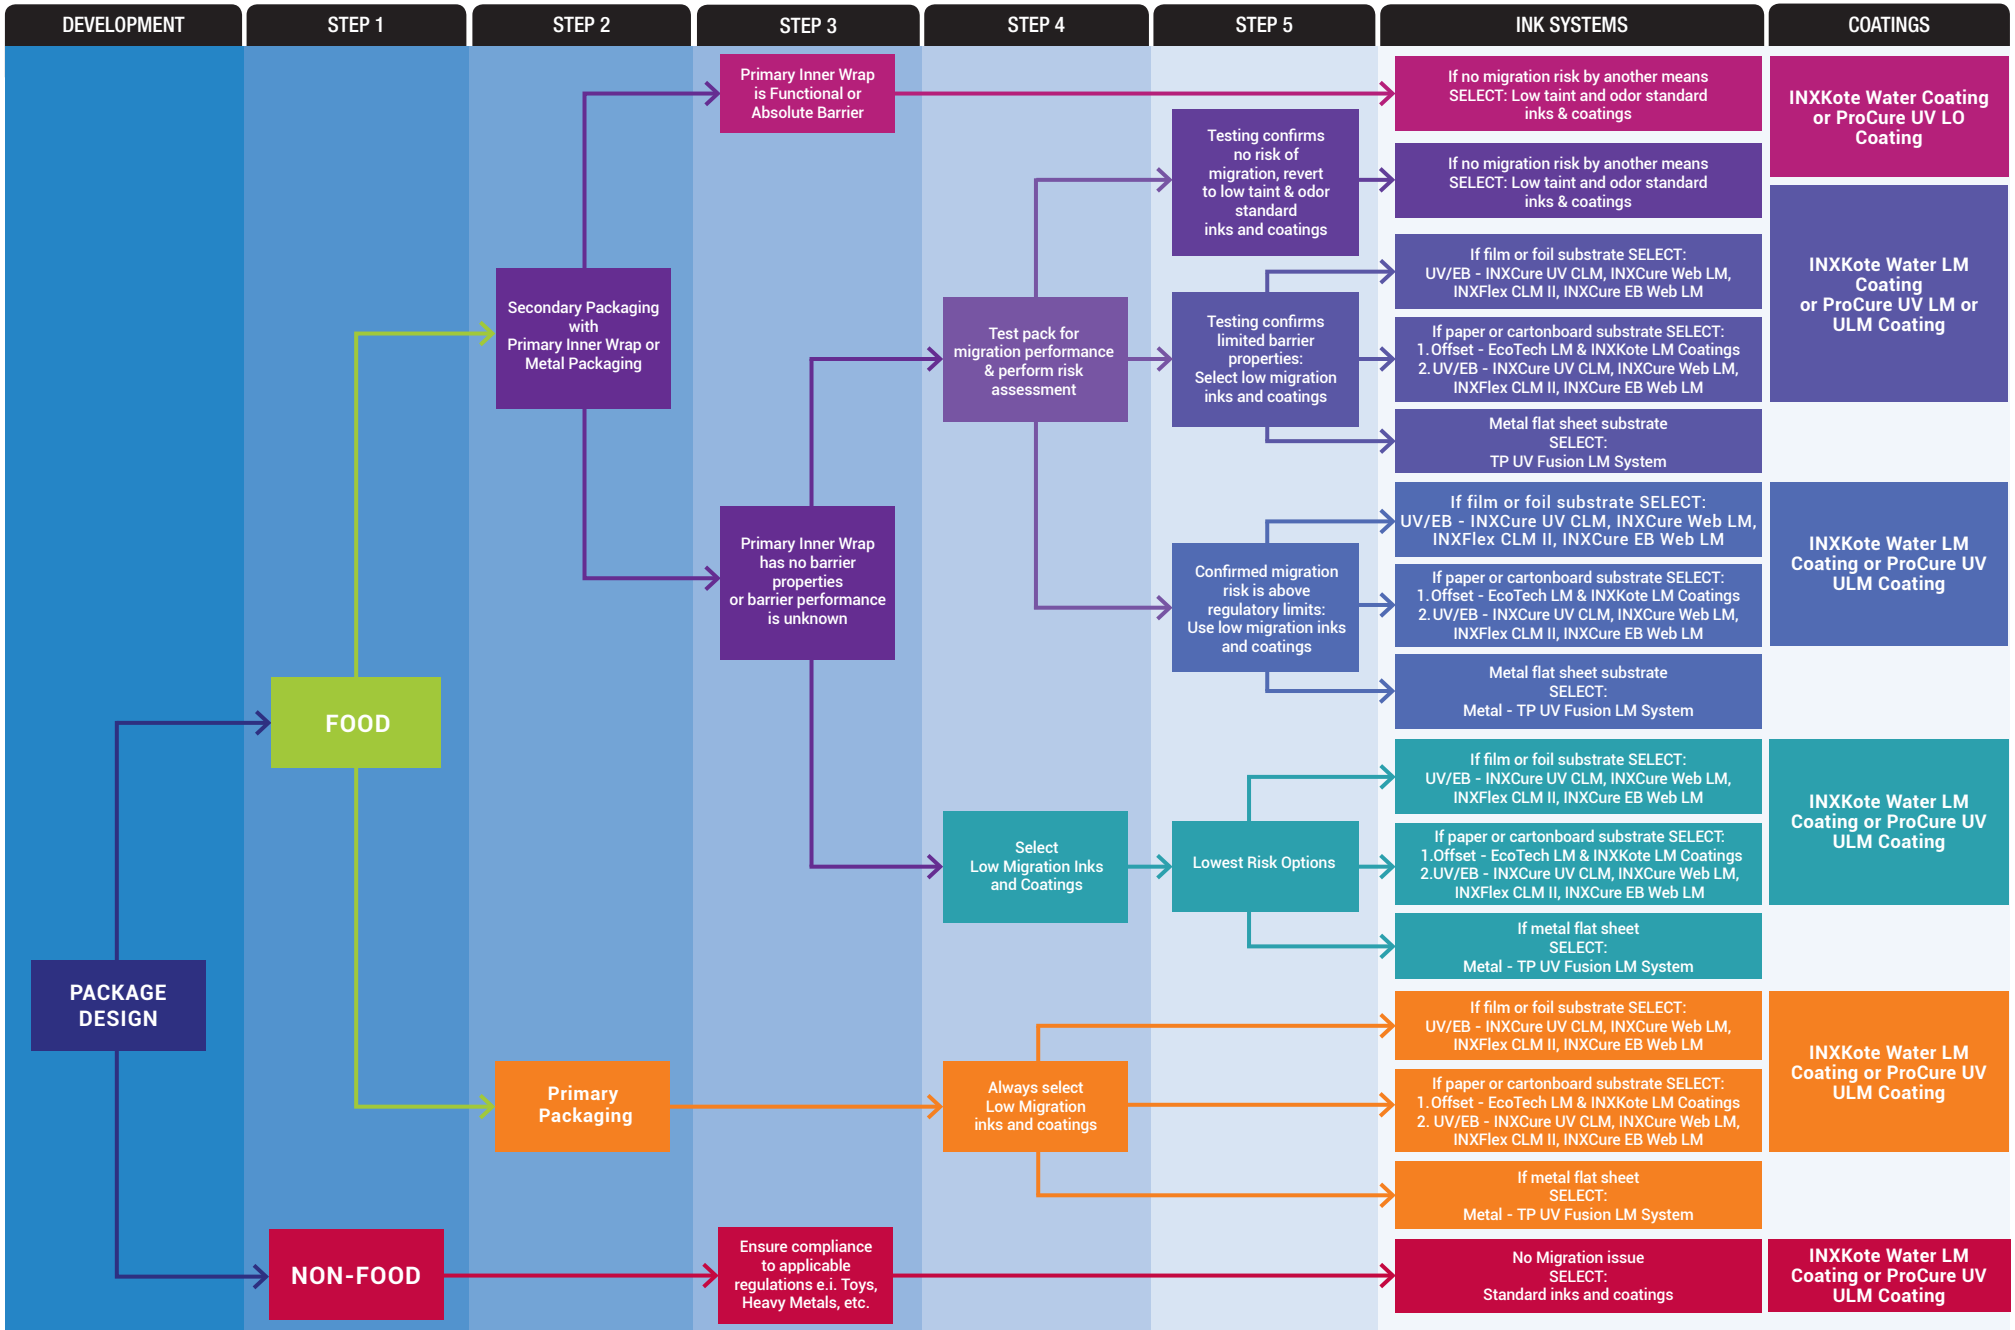 DEVELOPMENT
STEP 1
STEP 2
STEP 3
STEP 4
STEP 5
INK SYSTEMS
COATINGS
PACKAGE
DESIGN
FOOD
NON-FOOD
Secondary Packaging
with
Primary Inner Wrap or
Metal Packaging
Primary
Packaging
Primary Inner Wrap
is Functional or
Absolute Barrier
Primary Inner Wrap
has no barrier
properties
or barrier performance
is unknown
Ensure compliance
to applicable
regulations e.i. Toys,
Heavy Metals, etc.
Test pack for
migration performance
& perform risk
assessment
Select
Low Migration Inks
and Coatings
Always select
Low Migration
inks and coatings
Testing confirms
no risk of
migration, revert
to low taint & odor
standard
inks and coatings
Testing confirms
limited barrier
properties:
Select low migration
inks and coatings
Confirmed migration
risk is above
regulatory limits:
Use low migration inks
and coatings
Lowest Risk Options
If no migration risk by another means
SELECT: Low taint and odor standard
inks & coatings
If no migration risk by another means
SELECT: Low taint and odor standard
inks & coatings
If film or foil substrate SELECT:
UV/EB - INXCure UV CLM, INXCure Web LM,
INXFlex CLM II, INXCure EB Web LM
If paper or cartonboard substrate SELECT:
1.Offset - EcoTech LM & INXKote LM Coatings
2.UV/EB - INXCure UV CLM, INXCure Web LM,
INXFlex CLM II, INXCure EB Web LM
Metal flat sheet substrate
SELECT:
TP UV Fusion LM System
If film or foil substrate SELECT:
UV/EB - INXCure UV CLM, INXCure Web LM,
INXFlex CLM II, INXCure EB Web LM
If paper or cartonboard substrate SELECT:
1.Offset - EcoTech LM & INXKote LM Coatings
2.UV/EB - INXCure UV CLM, INXCure Web LM,
INXFlex CLM II, INXCure EB Web LM
Metal flat sheet substrate
SELECT:
Metal - TP UV Fusion LM System
If film or foil substrate SELECT:
UV/EB - INXCure UV CLM, INXCure Web LM,
INXFlex CLM II, INXCure EB Web LM
If paper or cartonboard substrate SELECT:
1.Offset - EcoTech LM & INXKote LM Coatings
2.UV/EB - INXCure UV CLM, INXCure Web LM,
INXFlex CLM II, INXCure EB Web LM
If metal flat sheet
SELECT:
Metal - TP UV Fusion LM System
If film or foil substrate SELECT:
UV/EB - INXCure UV CLM, INXCure Web LM,
INXFlex CLM II, INXCure EB Web LM
If paper or cartonboard substrate SELECT:
1.Offset - EcoTech LM & INXKote LM Coatings
2. UV/EB - INXCure UV CLM, INXCure Web LM,
INXFlex CLM II, INXCure EB Web LM
If metal flat sheet
SELECT:
Metal - TP UV Fusion LM System
No Migration issue
SELECT:
Standard inks and coatings
INXKote Water Coating
or ProCure UV LO
Coating
INXKote Water LM
Coating
or ProCure UV LM or
ULM Coating
INXKote Water LM
Coating or ProCure UV
ULM Coating
INXKote Water LM
Coating or ProCure UV
ULM Coating
INXKote Water LM
Coating or ProCure UV
ULM Coating
INXKote Water LM
Coating or ProCure UV
ULM Coating